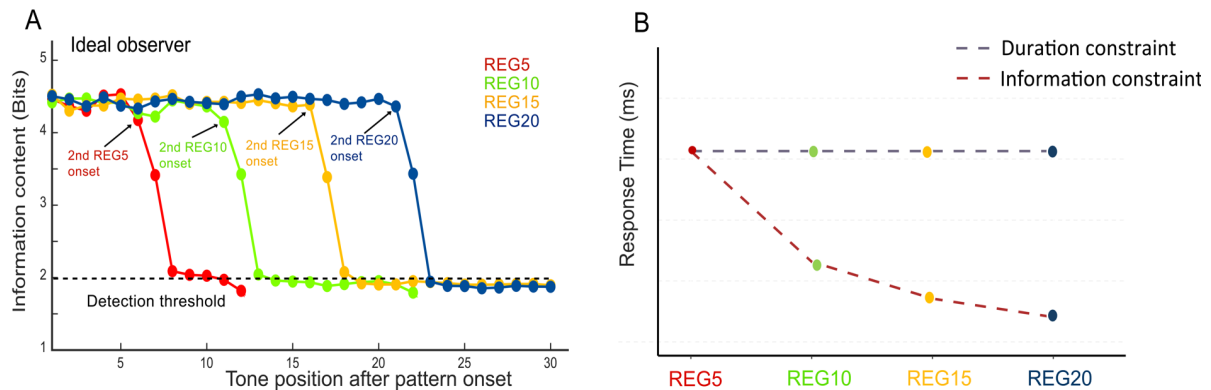 A
Ideal observer
Information content (Bits)
5
4
3
2
1
REG5
REG10
REG15
REG20
2nd REG5
onset
2nd REG10
onset
2nd REG15
onset
2nd REG20
onset
Detection threshold
5
10
15
20
25
30
Tone position after pattern onset
B
Duration constraint
Information constraint
Response Time (ms)
REG5
REG10
REG15
REG20